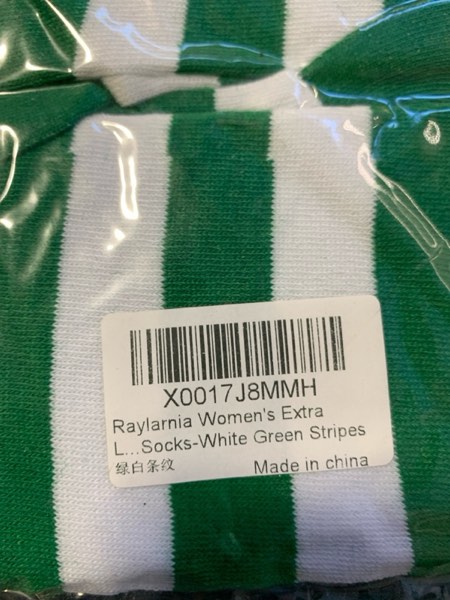 X0017J8MMH
Raylarnia Women's Extra
L...Socks-White Green Stripes
绿白条纹 Made in china